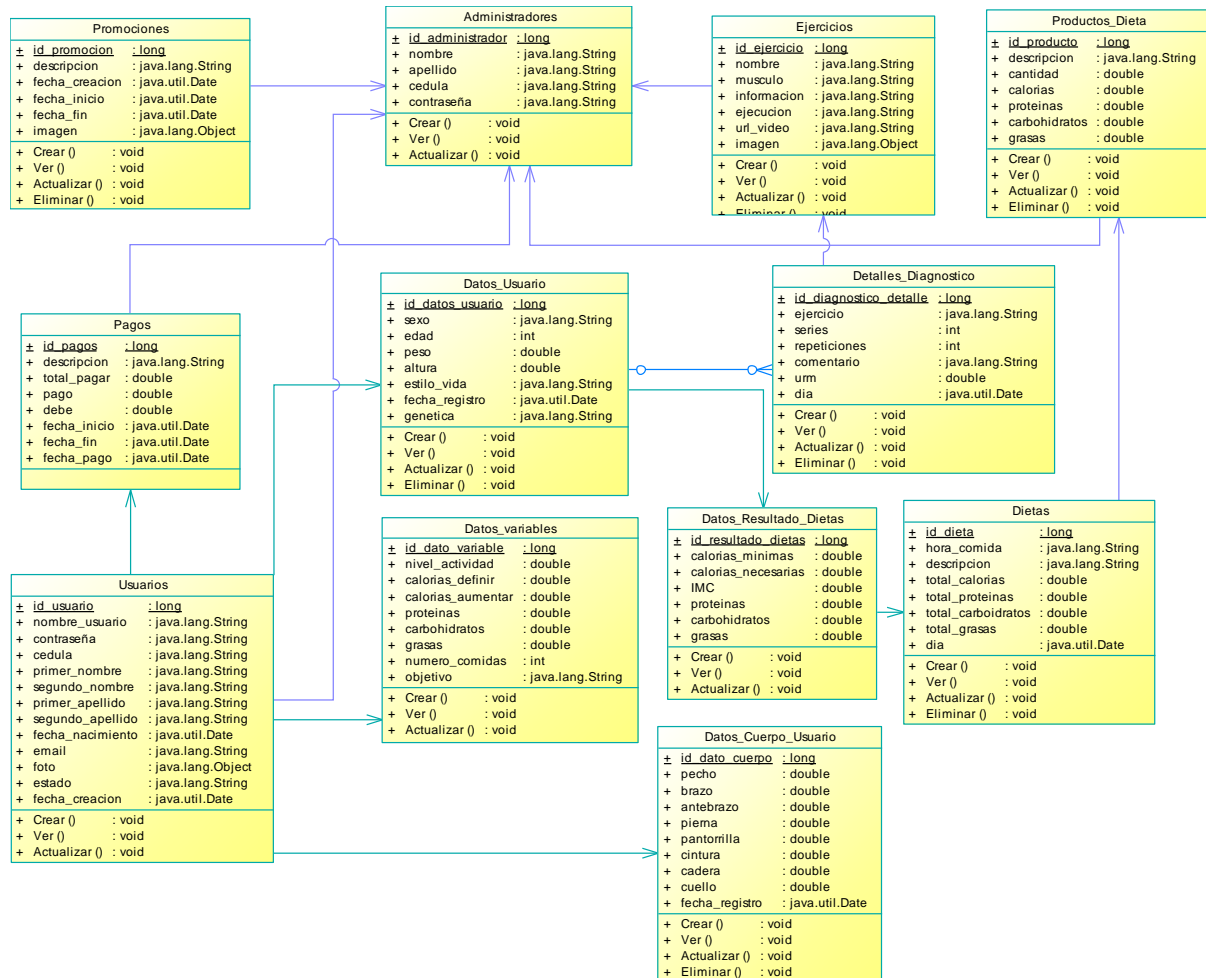 Promociones
+ id_promocion : long
+ descripcion : java.lang.String
+ fecha_creacion : java.util.Date
+ fecha_inicio : java.util.Date
+ fecha_fin : java.util.Date
+ imagen : java.lang.Object
+ Crear () : void
+ Ver () : void
+ Actualizar () : void
+ Eliminar () : void
Administradores
+ id_administrador : long
+ nombre : java.lang.String
+ apellido : java.lang.String
+ cedula : java.lang.String
+ contraseña : java.lang.String
+ Crear () : void
+ Ver () : void
+ Actualizar () : void
Ejercicios
+ id_ejercicio : long
+ nombre : java.lang.String
+ musculo : java.lang.String
+ informacion : java.lang.String
+ ejecucion : java.lang.String
+ url_video : java.lang.String
+ imagen : java.lang.Object
+ Crear () : void
+ Ver () : void
+ Actualizar () : void
+ Eliminar () : void
Productos_Dieta
+ id_producto : long
+ descripcion : java.lang.String
+ cantidad : double
+ calorias : double
+ proteinas : double
+ carbohidratos : double
+ grasas : double
+ Crear () : void
+ Ver () : void
+ Actualizar () : void
+ Eliminar () : void
Pagos
+ id_pagos : long
+ descripcion : java.lang.String
+ total_pagar : double
+ pago : double
+ debe : double
+ fecha_inicio : java.util.Date
+ fecha_fin : java.util.Date
+ fecha_pago : java.util.Date
Datos_Usuario
+ id_datos_usuario : long
+ sexo : java.lang.String
+ edad : int
+ peso : double
+ altura : double
+ estilo_vida : java.lang.String
+ fecha_registro : java.util.Date
+ genetica : java.lang.String
+ Crear () : void
+ Ver () : void
+ Actualizar () : void
+ Eliminar () : void
Detalles_Diagnostico
+ id_diagnostico_detalle : long
+ ejercicio : java.lang.String
+ series : int
+ repeticiones : int
+ comentario : java.lang.String
+ urm : double
+ dia : java.util.Date
+ Crear () : void
+ Ver () : void
+ Actualizar () : void
+ Eliminar () : void
Usuarios
+ id_usuario : long
+ nombre_usuario : java.lang.String
+ contraseña : java.lang.String
+ cedula : java.lang.String
+ primer_nombre : java.lang.String
+ segundo_nombre : java.lang.String
+ primer_apellido : java.lang.String
+ segundo_apellido : java.lang.String
+ fecha_nacimiento : java.util.Date
+ email : java.lang.String
+ foto : java.lang.Object
+ estado : java.lang.String
+ fecha_creacion : java.util.Date
+ Crear () : void
+ Ver () : void
+ Actualizar () : void
Datos_variables
+ id_dato_variable : long
+ nivel_actividad : double
+ calorias_definir : double
+ calorias_aumentar : double
+ proteinas : double
+ carbohidratos : double
+ grasas : double
+ numero_comidas : int
+ objetivo : java.lang.String
+ Crear () : void
+ Ver () : void
+ Actualizar () : void
Datos_Resultado_Dietas
+ id_resultado_dietas : long
+ calorias_minimas : double
+ calorias_necesarias : double
+ IMC : double
+ proteinas : double
+ carbohidratos : double
+ grasas : double
+ Crear () : void
+ Ver () : void
+ Actualizar () : void
Dietas
+ id_dieta : long
+ hora_comida : java.lang.String
+ descripcion : java.lang.String
+ total_calorias : double
+ total_proteinas : double
+ total_carboidratos : double
+ total_grasas : double
+ dia : java.util.Date
+ Crear () : void
+ Ver () : void
+ Actualizar () : void
+ Eliminar () : void
Datos_Cuerpo_Usuario
+ id_dato_cuerpo : long
+ pecho : double
+ brazo : double
+ antebrazo : double
+ pierna : double
+ pantorrilla : double
+ cintura : double
+ cadera : double
+ cuello : double
+ fecha_registro : java.util.Date
+ Crear () : void
+ Ver () : void
+ Actualizar () : void
+ Eliminar () : void